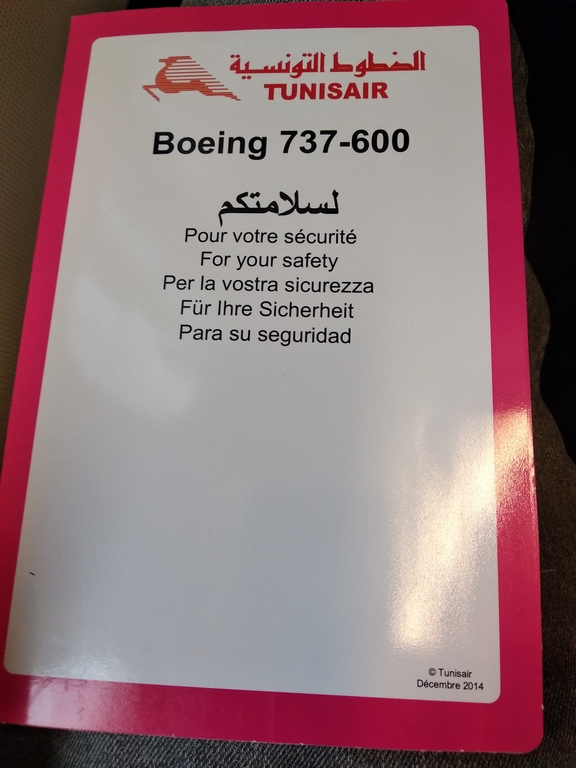 الخطوط التونسية
TUNISAIR
Boeing 737-600
لسلامتكم
Pour votre sécurité
For your safety
Per la vostra sicurezza
Für Ihre Sicherheit
Para su seguridad
© Tunisair
Décembre 2014